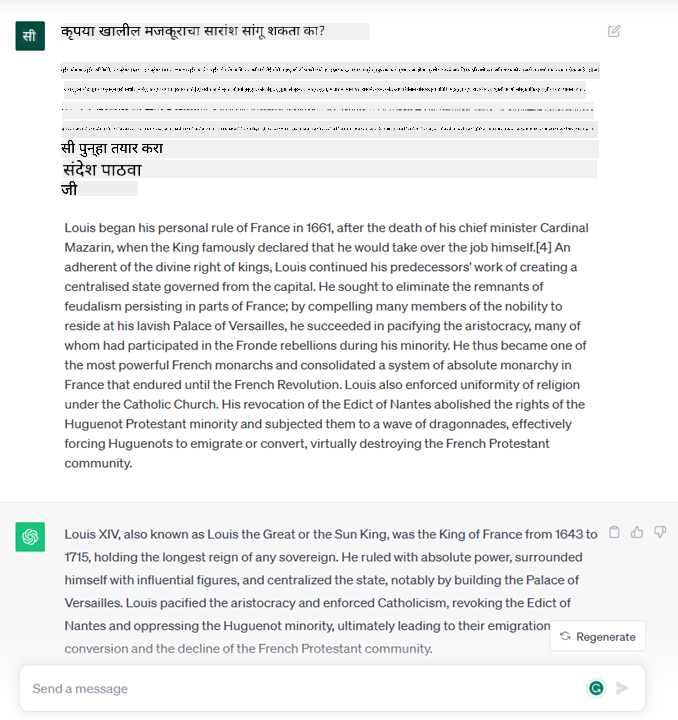 सी
कृपया खालील मजकूराचा सारांश सांगू शकता का?
सी पुन्हा तयार करा
संदेश पाठवा
जी
Louis began his personal rule of France in 1661, after the death of his chief minister Cardinal
Mazarin, when the King famously declared that he would take over the job himself.[4] An
adherent of the divine right of kings, Louis continued his predecessors' work of creating a
centralised state governed from the capital. He sought to eliminate the remnants of
feudalism persisting in parts of France; by compelling many members of the nobility to
reside at his lavish Palace of Versailles, he succeeded in pacifying the aristocracy, many of
whom had participated in the Fronde rebellions during his minority. He thus became one of
the most powerful French monarchs and consolidated a system of absolute monarchy in
France that endured until the French Revolution. Louis also enforced uniformity of religion
under the Catholic Church. His revocation of the Edict of Nantes abolished the rights of the
Huguenot Protestant minority and subjected them to a wave of dragonnades, effectively
forcing Huguenots to emigrate or convert, virtually destroying the French Protestant
community.
Louis XIV, also known as Louis the Great or the Sun King, was the King of France from 1643 to
1715, holding the longest reign of any sovereign. He ruled with absolute power, surrounded
himself with influential figures, and centralized the state, notably by building the Palace of
Versailles. Louis pacified the aristocracy and enforced Catholicism, revoking the Edict of
Nantes and oppressing the Huguenot minority, ultimately leading to their emigration
Regenerate
conversion and the decline of the French Protestant community.
Send a message